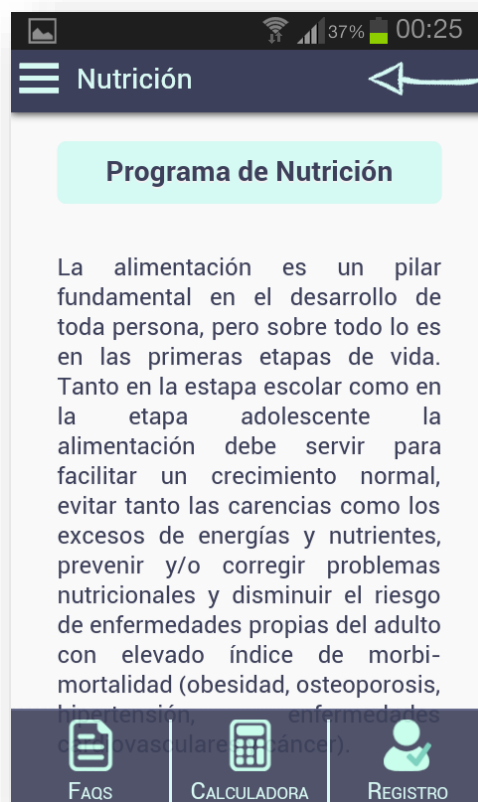 37% 00:25
Nutrición
Programa de Nutrición
La alimentación es un pilar
fundamental en el desarrollo de
toda persona, pero sobre todo lo es
en las primeras etapas de vida.
Tanto en la estapa escolar como en
la etapa adolescente la
alimentación debe servir para
facilitar un crecimiento normal,
evitar tanto las carencias como los
excesos de energías y nutrientes,
prevenir y/o corregir problemas
nutricionales y disminuir el riesgo
de enfermedades propias del adulto
con elevado índice de morbi-
mortalidad (obesidad, osteoporosis,
hipertensión, enfermedades
cardiovasculares, cáncer).
FAQS CALCULADORA REGISTRO